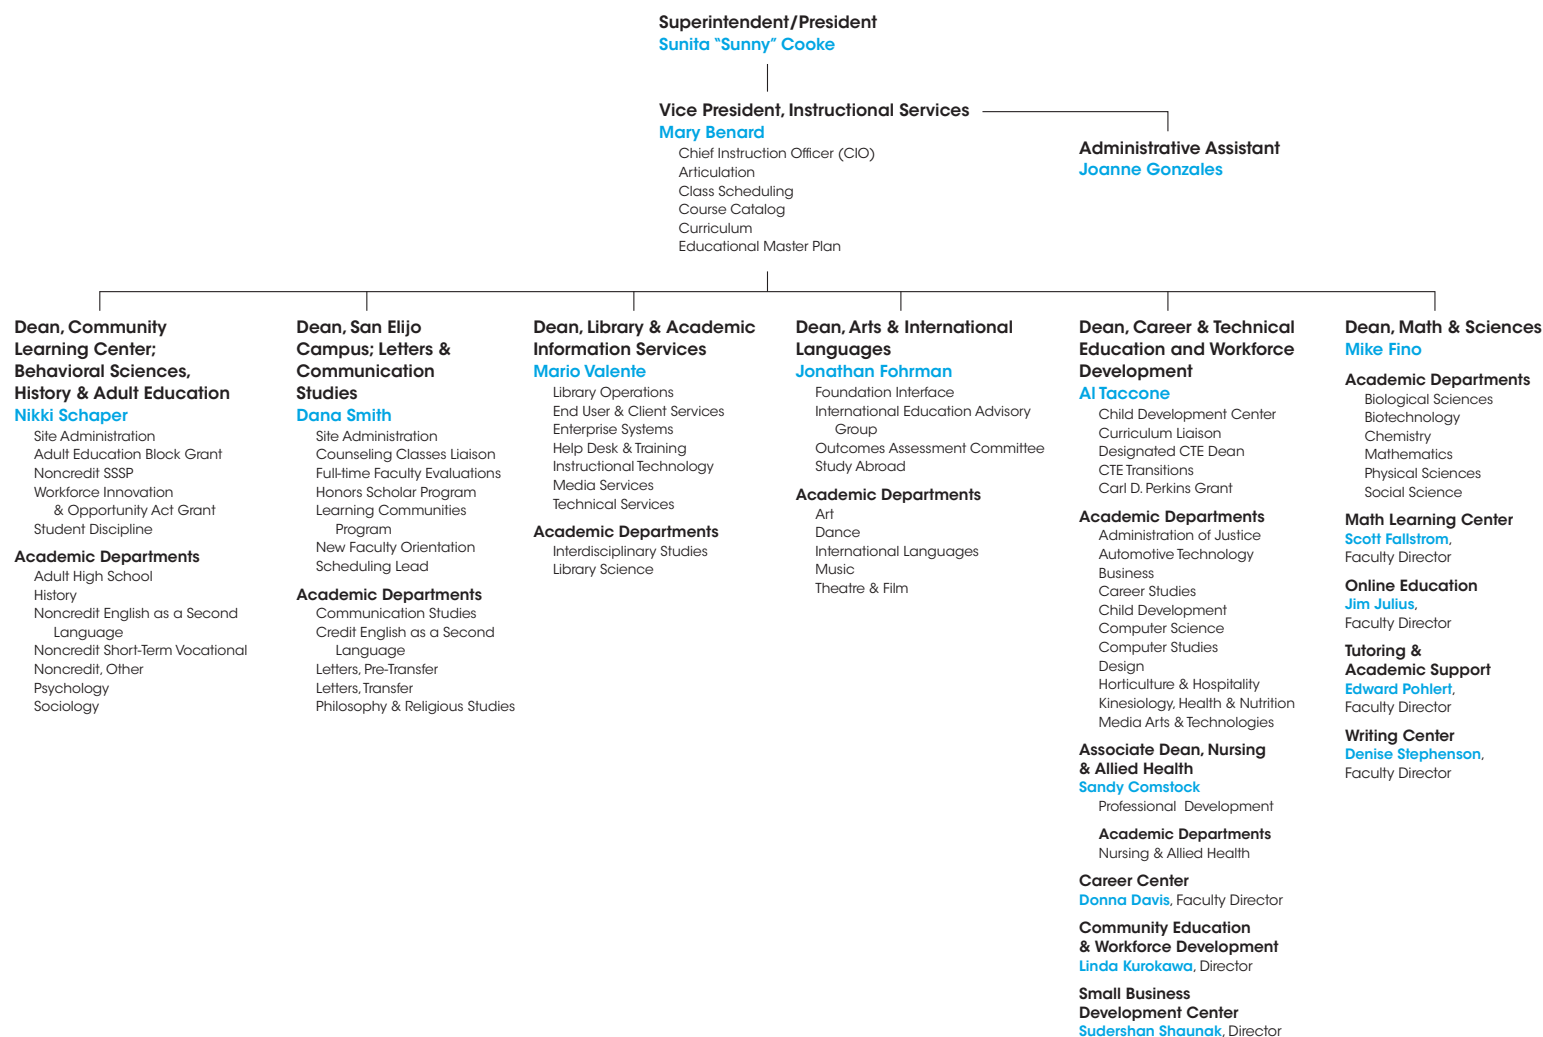 Superintendent/President
Sunita “Sunny” Cooke
Vice President, Instructional Services
Mary Benard
Chief Instruction Officer (CIO)
Articulation
Class Scheduling
Course Catalog
Curriculum
Educational Master Plan
Administrative Assistant
Joanne Gonzales
Dean, Community
Learning Center;
Behavioral Sciences,
History & Adult Education
Nikki Schaper
Site Administration
Adult Education Block Grant
Noncredit SSSP
Workforce Innovation
& Opportunity Act Grant
Student Discipline
Academic Departments
Adult High School
History
Noncredit English as a Second
Language
Noncredit Short-Term Vocational
Noncredit, Other
Psychology
Sociology
Dean, San Elijo
Campus; Letters &
Communication
Studies
Dana Smith
Site Administration
Counseling Classes Liaison
Full-time Faculty Evaluations
Honors Scholar Program
Learning Communities
Program
New Faculty Orientation
Scheduling Lead
Academic Departments
Communication Studies
Credit English as a Second
Language
Letters, Pre-Transfer
Letters, Transfer
Philosophy & Religious Studies
Dean, Library & Academic
Information Services
Mario Valente
Library Operations
End User & Client Services
Enterprise Systems
Help Desk & Training
Instructional Technology
Media Services
Technical Services
Academic Departments
Interdisciplinary Studies
Library Science
Dean, Arts & International
Languages
Jonathan Fohrman
Foundation Interface
International Education Advisory
Group
Outcomes Assessment Committee
Study Abroad
Academic Departments
Art
Dance
International Languages
Music
Theatre & Film
Dean, Career & Technical
Education and Workforce
Development
Al Taccone
Child Development Center
Curriculum Liaison
Designated CTE Dean
CTE Transitions
Carl D. Perkins Grant
Academic Departments
Administration of Justice
Automotive Technology
Business
Career Studies
Child Development
Computer Science
Computer Studies
Design
Horticulture & Hospitality
Kinesiology, Health & Nutrition
Media Arts & Technologies
Associate Dean, Nursing
& Allied Health
Sandy Comstock
Professional Development
Academic Departments
Nursing & Allied Health
Career Center
Donna Davis, Faculty Director
Community Education
& Workforce Development
Linda Kurokawa, Director
Small Business
Development Center
Sudershan Shaunak, Director
Dean, Math & Sciences
Mike Fino
Academic Departments
Biological Sciences
Biotechnology
Chemistry
Mathematics
Physical Sciences
Social Science
Math Learning Center
Scott Fallstrom,
Faculty Director
Online Education
Jim Julius,
Faculty Director
Tutoring &
Academic Support
Edward Pohlert,
Faculty Director
Writing Center
Denise Stephenson,
Faculty Director